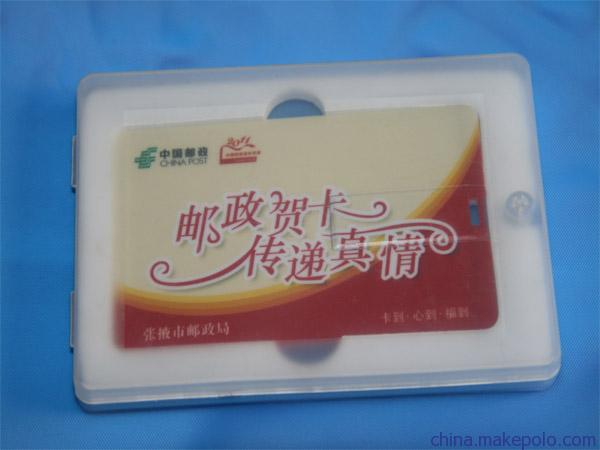 中国邮政
CHINA POST
2011
邮政贺卡
传递真情
张掖市邮政局
卡到·心到·福到
china.makepolo.com